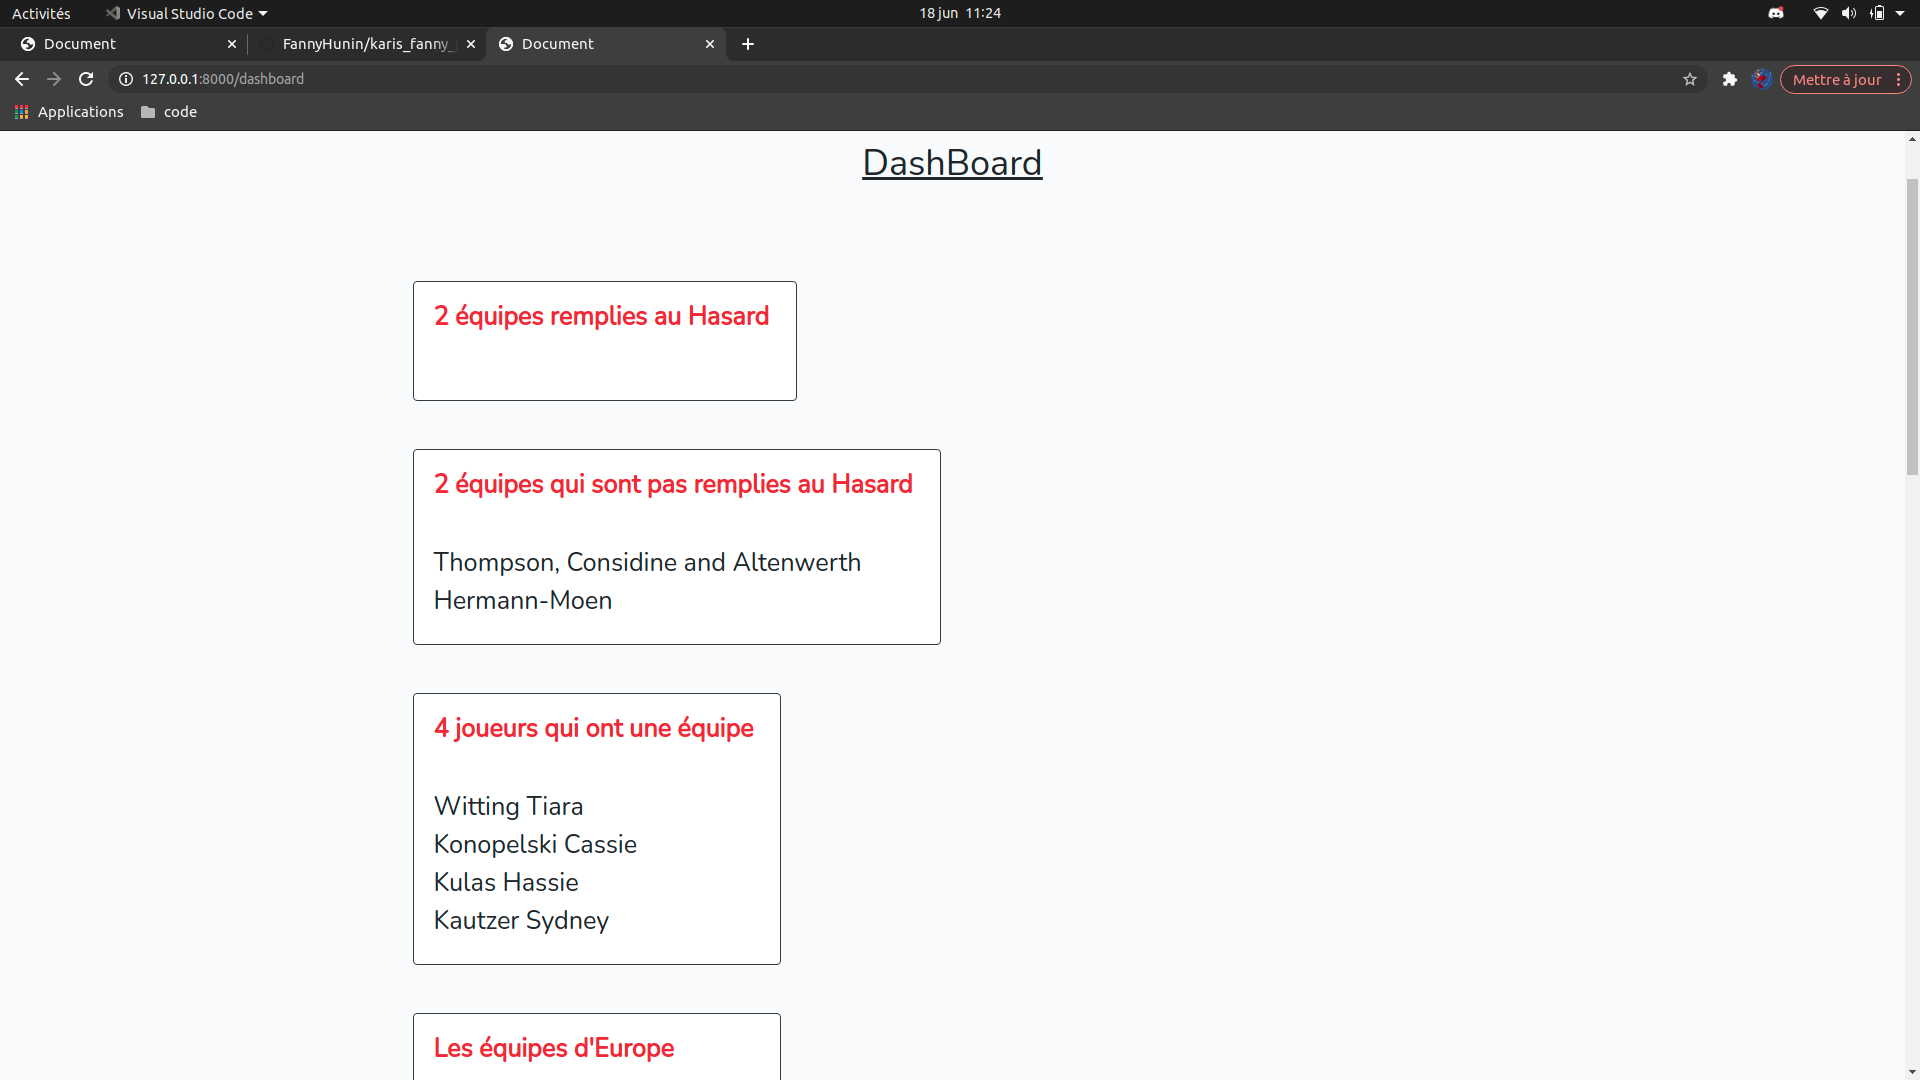 Activités
Visual Studio Code
18 jun 11:24
Document
FannyHunin/karis_fanny_
Document
127.0.0.1:8000/dashboard
Mettre à jour
Applications
code
DashBoard
2 équipes remplies au Hasard
2 équipes qui sont pas remplies au Hasard
Thompson, Considine and Altenwerth
Hermann-Moen
4 joueurs qui ont une équipe
Witting Tiara
Konopelski Cassie
Kulas Hassie
Kautzer Sydney
Les équipes d'Europe